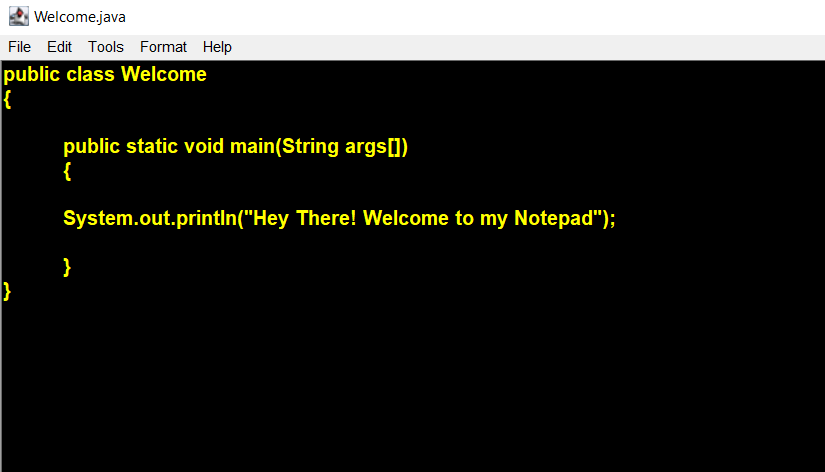 Welcome.java
File Edit Tools Format Help
public class Welcome
{
public static void main(String args[])
{
System.out.println("Hey There! Welcome to my Notepad");
}
}